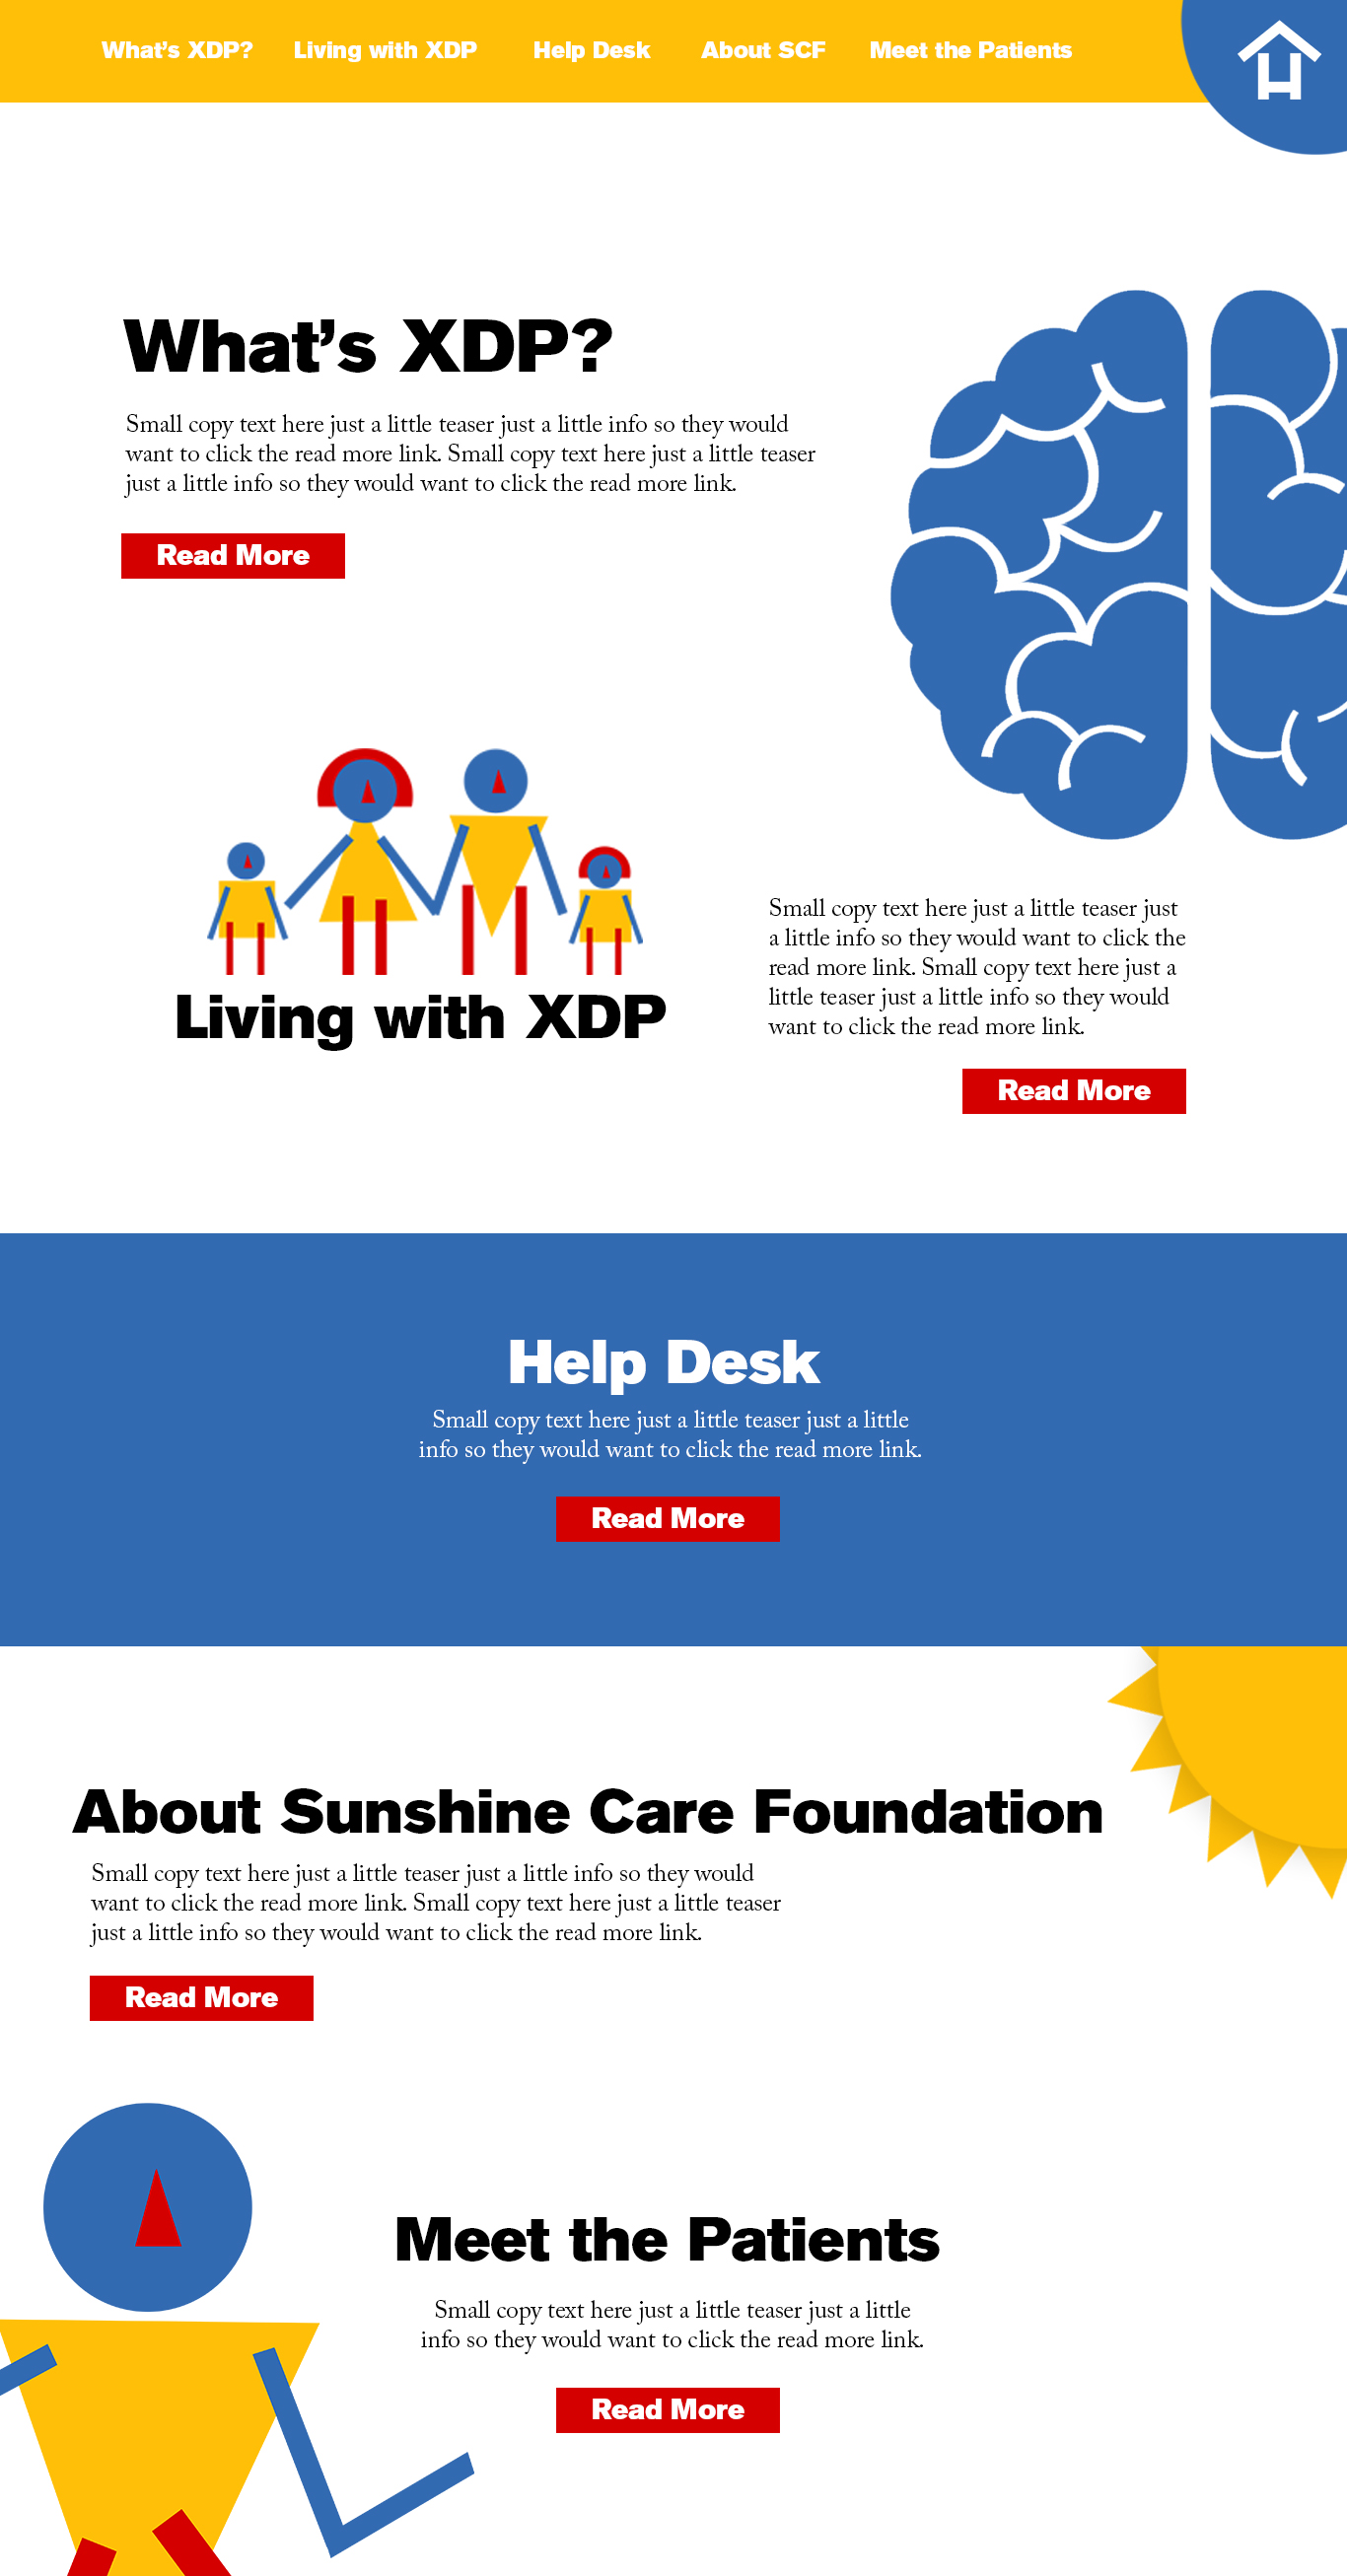 What’s XDP? Living with XDP Help Desk About SCF Meet the Patients
What’s XDP?
Small copy text here just a little teaser just a little info so they would
want to click the read more link. Small copy text here just a little teaser
just a little info so they would want to click the read more link.
Read More
Living with XDP
Small copy text here just a little teaser just
a little info so they would want to click the
read more link. Small copy text here just a
little teaser just a little info so they would
want to click the read more link.
Read More
Help Desk
Small copy text here just a little teaser just a little
info so they would want to click the read more link.
Read More
About Sunshine Care Foundation
Small copy text here just a little teaser just a little info so they would
want to click the read more link. Small copy text here just a little teaser
just a little info so they would want to click the read more link.
Read More
Meet the Patients
Small copy text here just a little teaser just a little
info so they would want to click the read more link.
Read More